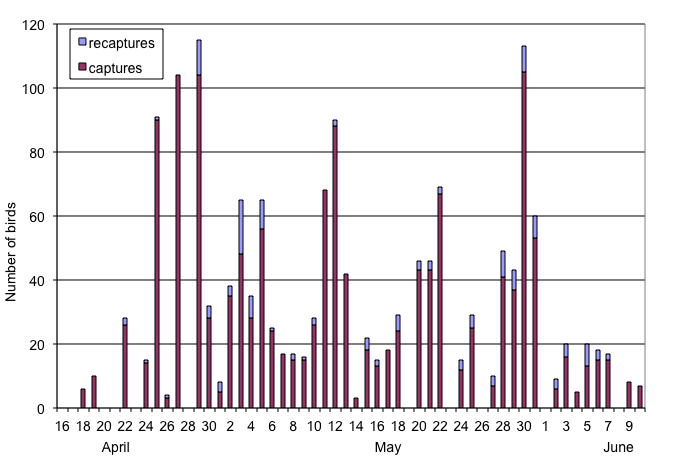 120
recaptures
captures
100
80
60
40
20
0
Number of birds
16 18 20 22 24 26 28 30 2 4 6 8 10 12 14 16 18 20 22 24 26 28 30 1 3 5 7 9
April May June